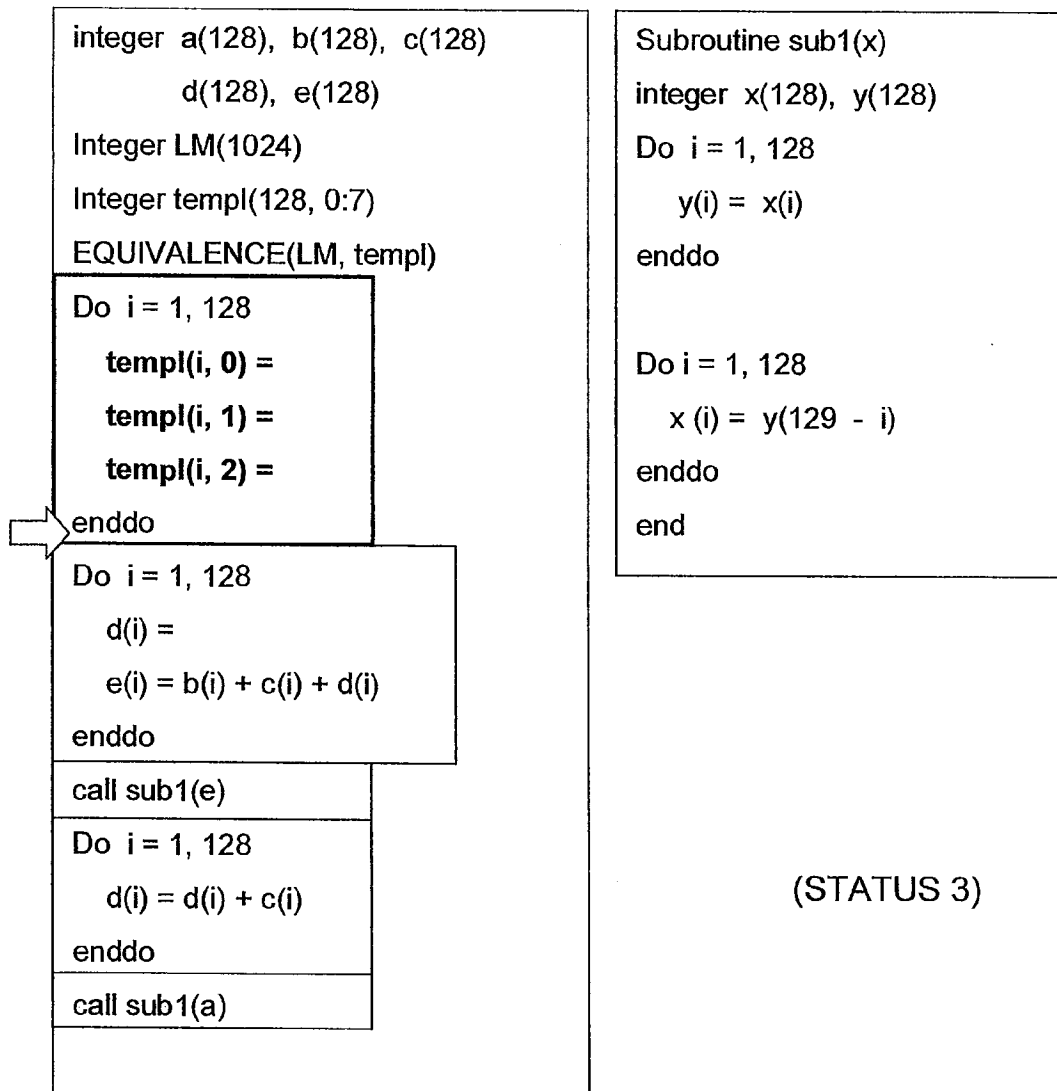 integer a(128), b(128), c(128)
d(128), e(128)
Integer LM(1024)
Integer templ(128, 0:7)
EQUIVALENCE(LM, templ)
Do i = 1, 128
templ(i, 0) =
templ(i, 1) =
templ(i, 2) =
enddo
Do i = 1, 128
d(i) =
e(i) = b(i) + c(i) + d(i)
enddo
call sub1(e)
Do i = 1, 128
d(i) = d(i) + c(i)
enddo
call sub1(a)
Subroutine sub1(x)
integer x(128), y(128)
Do i = 1, 128
y(i) = x(i)
enddo
Do i = 1, 128
x (i) = y(129 - i)
enddo
end
(STATUS 3)